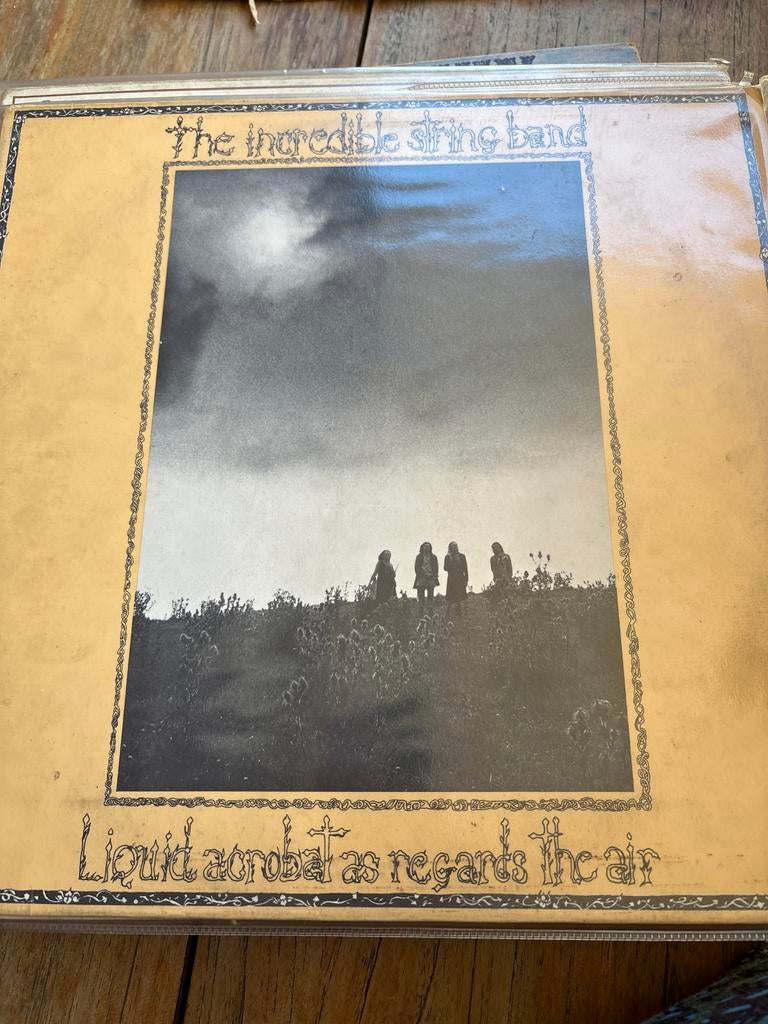 The incredible string band
Liquid acrobat as regards the air